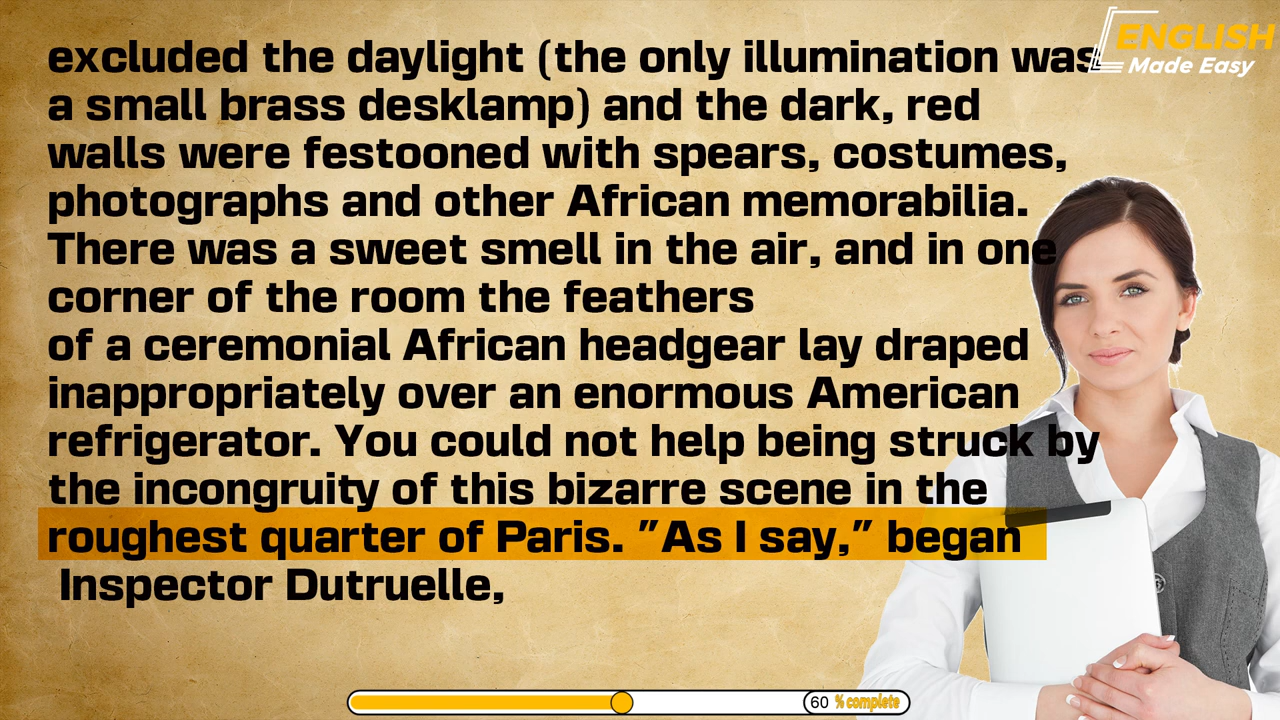 excluded the daylight (the only illumination was
a small brass desklamp) and the dark, red
walls were festooned with spears, costumes,
photographs and other African memorabilia.
There was a sweet smell in the air, and in one
corner of the room the feathers
of a ceremonial African headgear lay draped
inappropriately over an enormous American
refrigerator. You could not help being struck by
the incongruity of this bizarre scene in the
roughest quarter of Paris. "As I say," began
Inspector Dutruelle,
ENGLISH
Made Easy
60 % complete